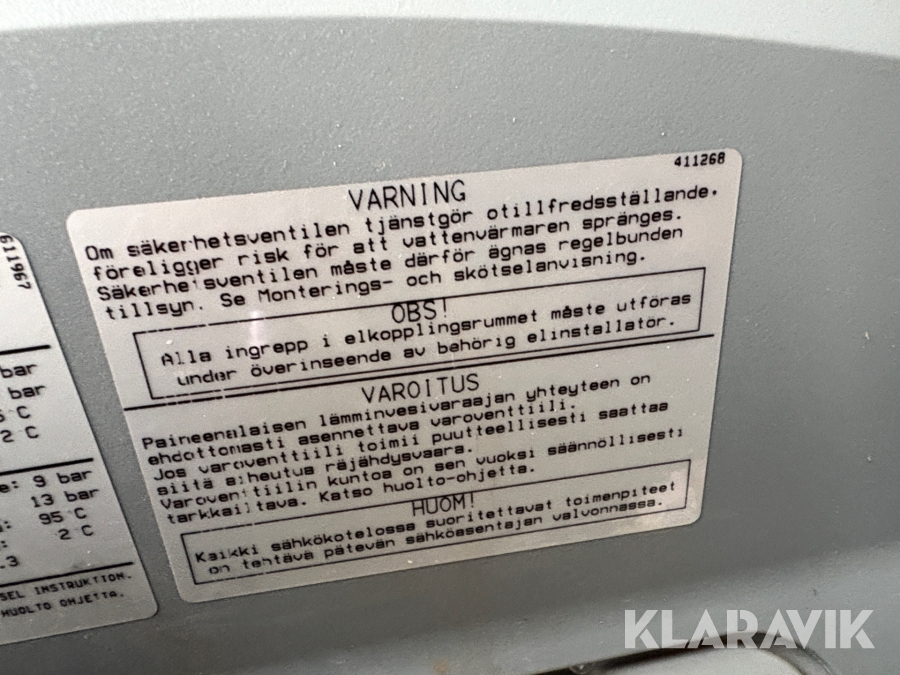 411268
VARNING
Om säkerhetsventilen tjänstgör otillfredsställande.
föreligger risk för att vattenvärmaren spränges.
Säkerhetsventilen måste därför ägnas regelbunden
tillsyn. Se Monterings- och skötselanvisning.
OBS!
Alla ingrepp i elkopplingsrummet måste utföras
under överinseende av behörig elinstallatör.
VAROITUS
Paineenalaisen lämminvesivaraajan yhteyteen on
ehdottomasti asennettava varoventtiili.
Jos varoventtiili toimii puutteellisesti saattaa
siitä aiheutua räjähdysvaara.
Varoventtiilin kuntoa on sen vuoksi säännöllisesti
tarkkailtava. Katso huolto-ohjetta.
HUOM!
Kaikki sähkökotelossa suoritettavat toimenpiteet
on tehtävä pätevän sähköasentajan valvonnassa.
611967
bar
bar
°C
2 C
e: 9 bar
13 bar
: 95°C
: 2°C
.3
SEL INSTRUKTION.
HUOLTO OHJETTA.
KLARAVIK